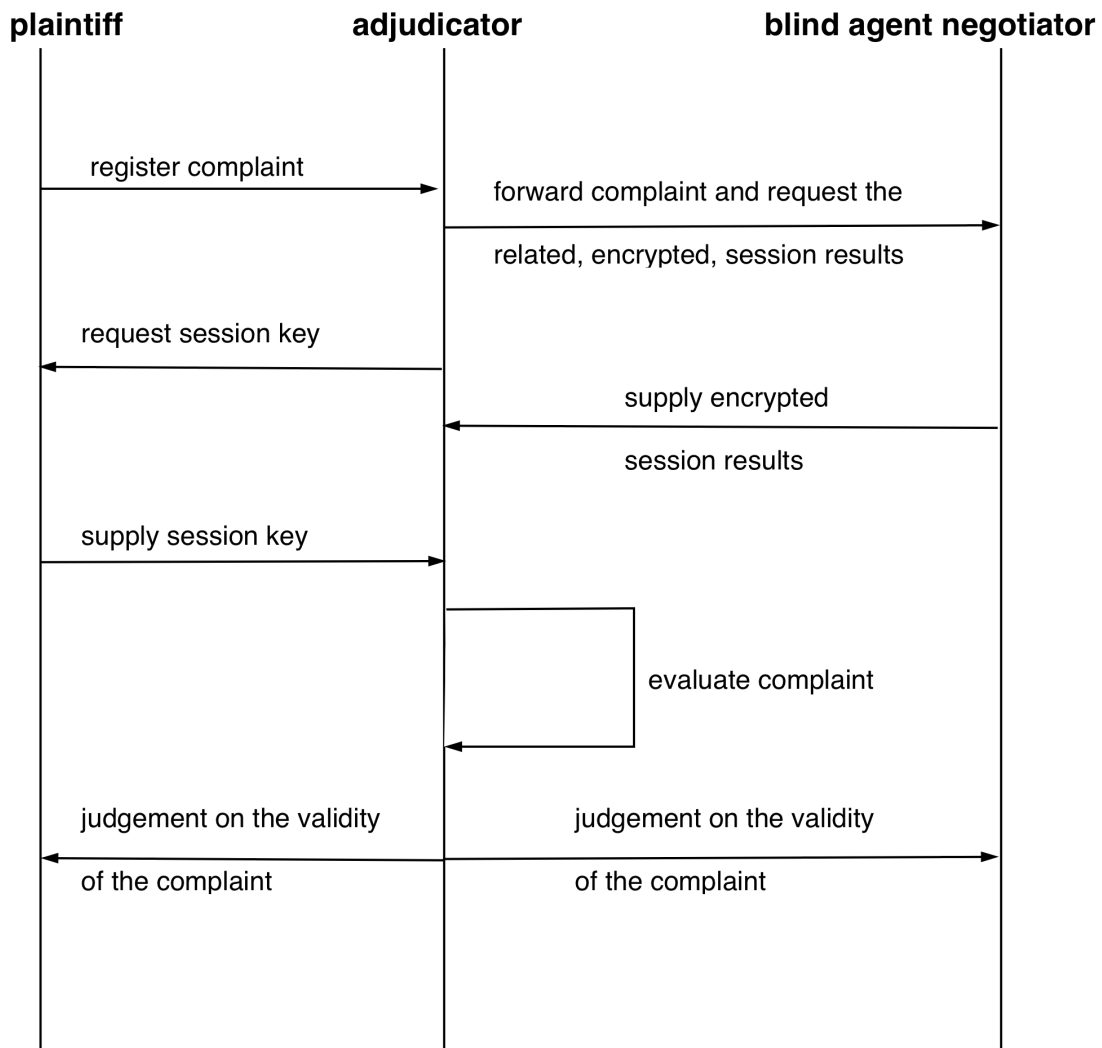 plaintiff
adjudicator
blind agent negotiator
register complaint
forward complaint and request the
related, encrypted, session results
request session key
supply encrypted
session results
supply session key
evaluate complaint
judgement on the validity
of the complaint
judgement on the validity
of the complaint